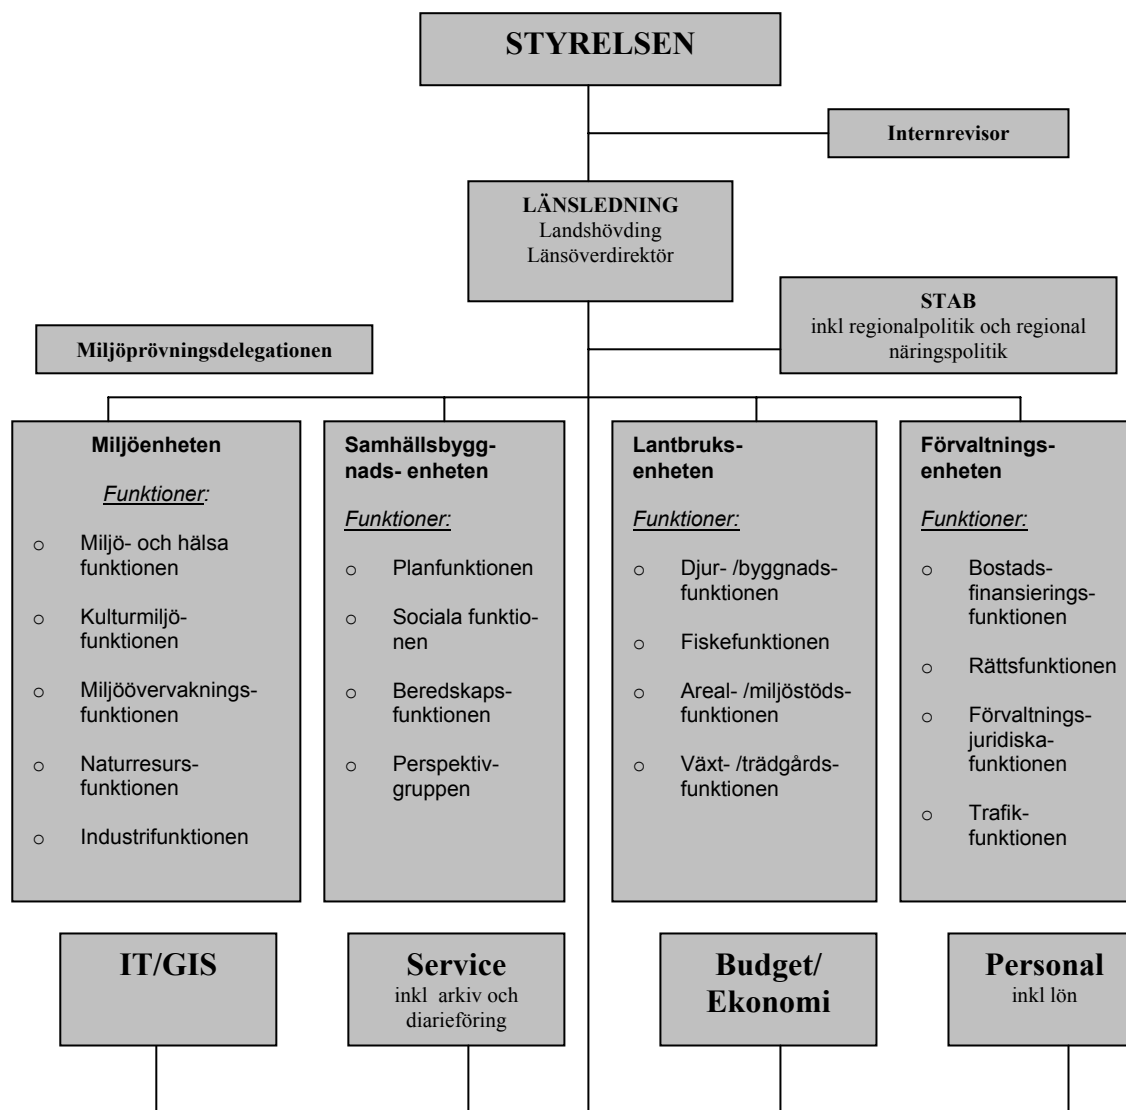 STYRELSEN
Internrevisor
LÄNSLEDNING
Landshövding
Länsöverdirektör
STAB
inkl regionalpolitik och regional
näringspolitik
Miljöprövningsdelegationen
Miljöenheten
Funktioner:
o Miljö- och hälsa
funktionen
o Kulturmiljö-
funktionen
o Miljöövervaknings-
funktionen
o Naturresurs-
funktionen
o Industrifunktionen
Samhällsbygg-
nads- enheten
Funktioner:
o Planfunktionen
o Sociala funktio-
nen
o Beredskaps-
funktionen
o Perspektiv-
gruppen
Lantbruks-
enheten
Funktioner:
o Djur- /byggnads-
funktionen
o Fiskefunktionen
o Areal- /miljöstöds-
funktionen
o Växt- /trädgårds-
funktionen
Förvaltnings-
enheten
Funktioner:
o Bostads-
finansierings-
funktionen
o Rättsfunktionen
o Förvaltnings-
juridiska-
funktionen
o Trafik-
funktionen
IT/GIS
Service
inkl arkiv och
diarieföring
Budget/
Ekonomi
Personal
inkl lön